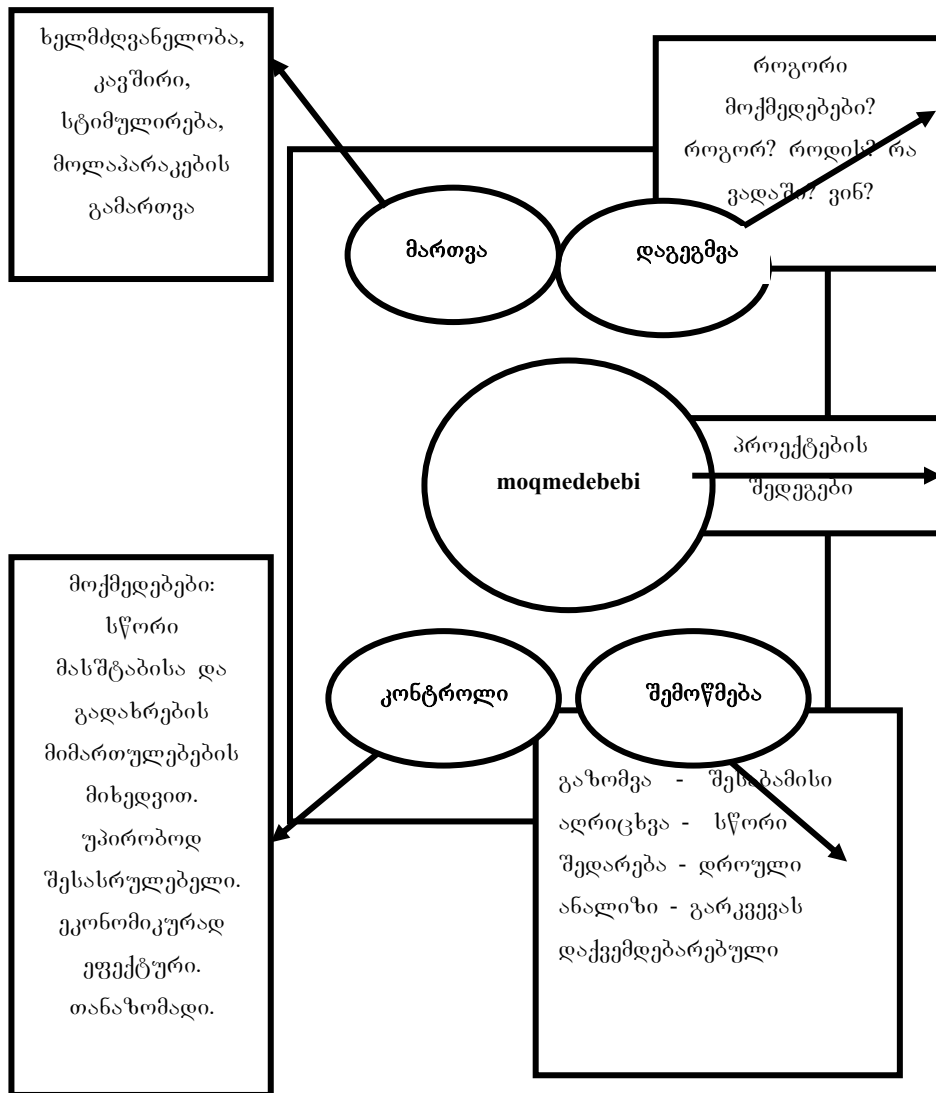 ხელმძღვანელობა,
კავშირი,
სტიმულირება,
მოლაპარაკების
გამართვა
როგორი
მოქმედებები?
როგორ? როდის? რა
ვადაში? ვინ?
მართვა
დაგეგმვა
moqmedebebi
პროექტების
შედეგები
მოქმედებები:
სწორი
მასშტაბისა და
გადახრების
მიმართულებების
მიხედვით.
უპირობოდ
შესასრულებელი.
ეკონომიკურად
ეფექტური.
თანაზომადი.
კონტროლი
შემოწმება
გაზომვა - შესაბამისი
აღრიცხვა - სწორი
შედარება - დროული
ანალიზი - გარკვევას
დაქვემდებარებული